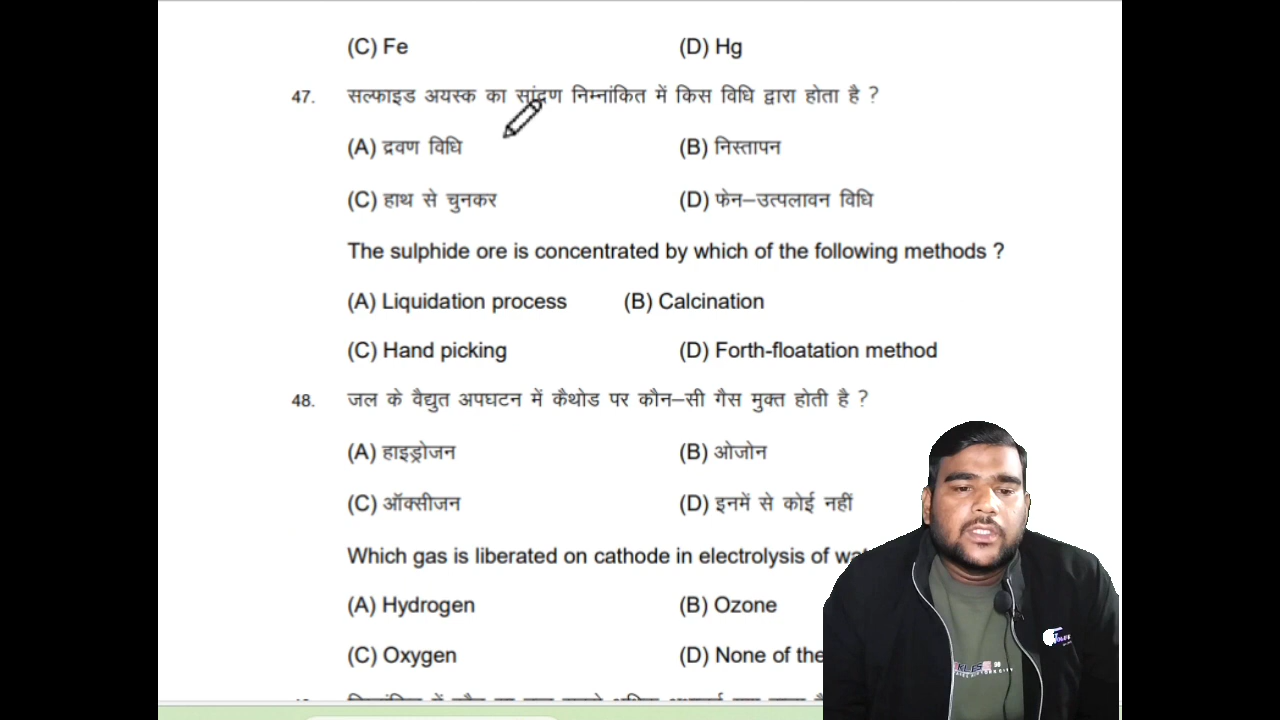 (C) Fe (D) Hg
47. सल्फाइड अयस्क का सांद्रण निम्नांकित में किस विधि द्वारा होता है ?
(A) द्रवण विधि (B) निस्तापन
(C) हाथ से चुनकर (D) फेन–उत्पलावन विधि
The sulphide ore is concentrated by which of the following methods ?
(A) Liquidation process (B) Calcination
(C) Hand picking (D) Forth-floatation method
48. जल के वैद्युत अपघटन में कैथोड पर कौन–सी गैस मुक्त होती है ?
(A) हाइड्रोजन (B) ओजोन
(C) ऑक्सीजन (D) इनमें से कोई नहीं
Which gas is liberated on cathode in electrolysis of
(A) Hydrogen (B) Ozone
(C) Oxygen (D) None of the